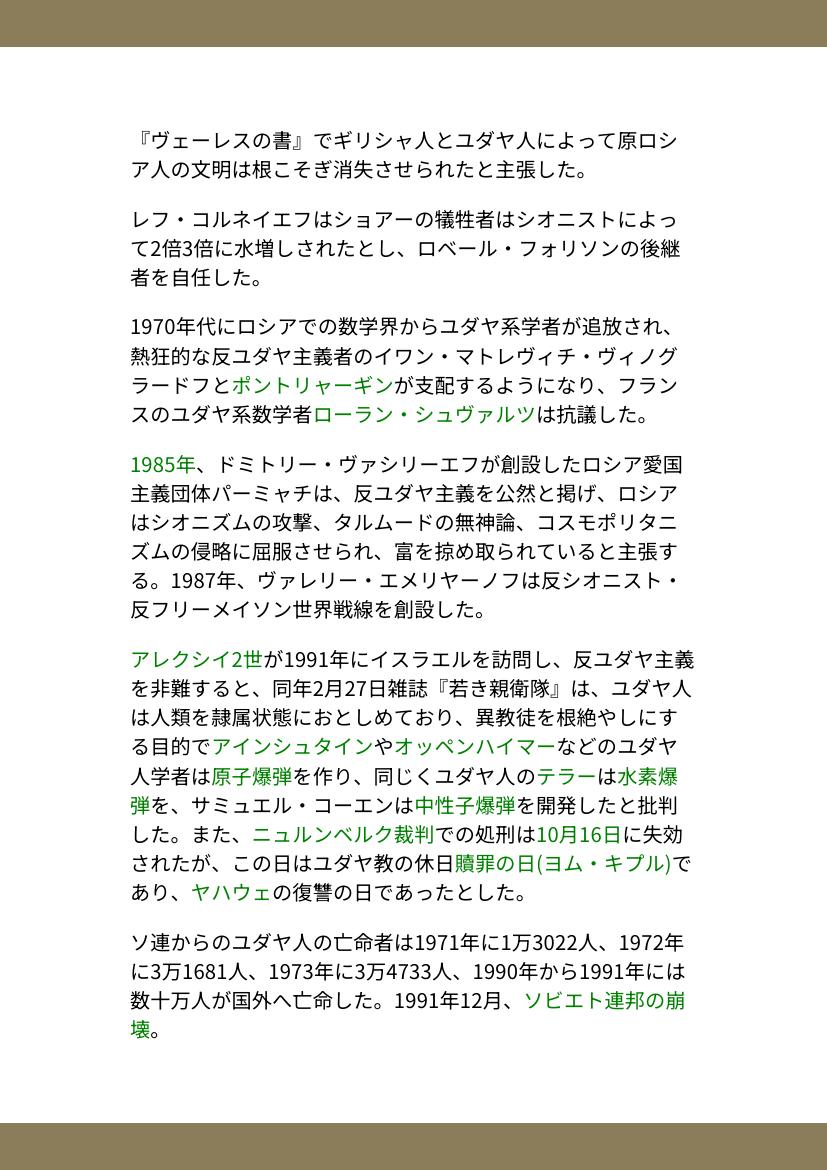 『ヴェーレスの書』でギリシャ人とユダヤ人によって原ロシ
ア人の文明は根こそぎ消失させられたと主張した。
レフ・コルネイエフはショアーの犠牲者はシオニストによっ
て2倍3倍に水増しされたとし、ロベール・フォリソンの後継
者を自任した。
1970年代にロシアでの数学界からユダヤ系学者が追放され、
熱狂的な反ユダヤ主義者のイワン・マトレヴィチ・ヴィノグ
ラードフとポントリャーギンが支配するようになり、フラン
スのユダヤ系数学者ローラン・シュヴァルツは抗議した。
1985年、ドミトリー・ヴァシリーエフが創設したロシア愛国
主義団体パーミャチは、反ユダヤ主義を公然と掲げ、ロシア
はシオニズムの攻撃、タルムードの無神論、コスモポリタニ
ズムの侵略に屈服させられ、富を掠め取られていると主張す
る。1987年、ヴァレリー・エメリヤーノフは反シオニスト・
反フリーメイソン世界戦線を創設した。
アレクシイ2世が1991年にイスラエルを訪問し、反ユダヤ主義
を非難すると、同年2月27日雑誌『若き親衛隊』は、ユダヤ人
は人類を隷属状態におとしめており、異教徒を根絶やしにす
る目的でアインシュタインやオッペンハイマーなどのユダヤ
人学者は原子爆弾を作り、同じくユダヤ人のテラーは水素爆
弾を、サミュエル・コーエンは中性子爆弾を開発したと批判
した。また、ニュルンベルク裁判での処刑は10月16日に失効
されたが、この日はユダヤ教の休日贖罪の日(ヨム・キプル)で
あり、ヤハウェの復讐の日であったとした。
ソ連からのユダヤ人の亡命者は1971年に1万3022人、1972年
に3万1681人、1973年に3万4733人、1990年から1991年には
数十万人が国外へ亡命した。1991年12月、ソビエト連邦の崩
壊。